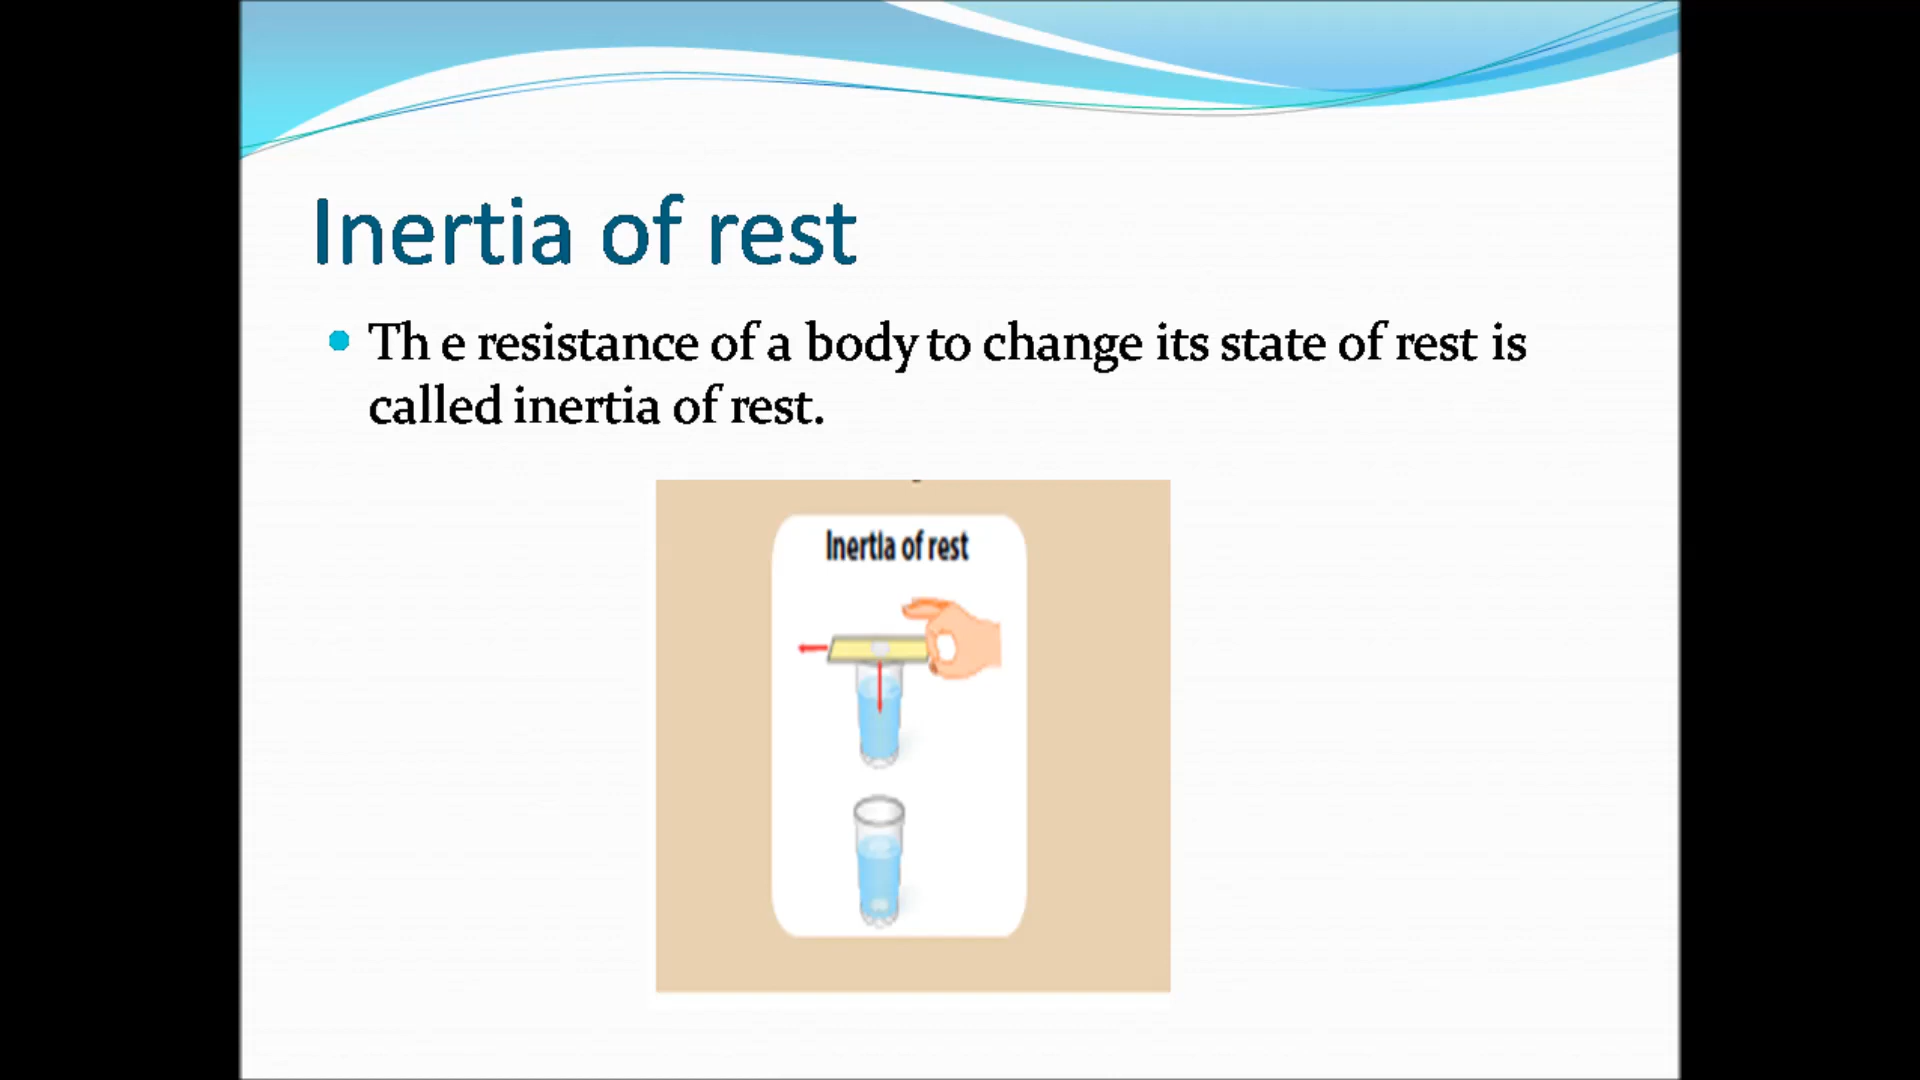 Inertia of rest
Th e resistance of a body to change its state of rest is
called inertia of rest.
Inertia of rest